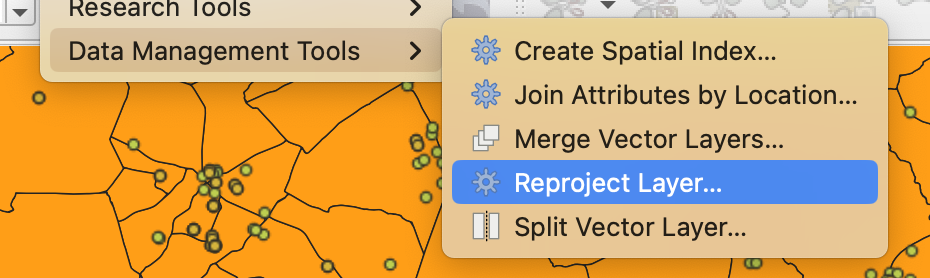 Research Tools
Data Management Tools
Create Spatial Index...
Join Attributes by Location...
Merge Vector Layers...
Reproject Layer...
Split Vector Layer...